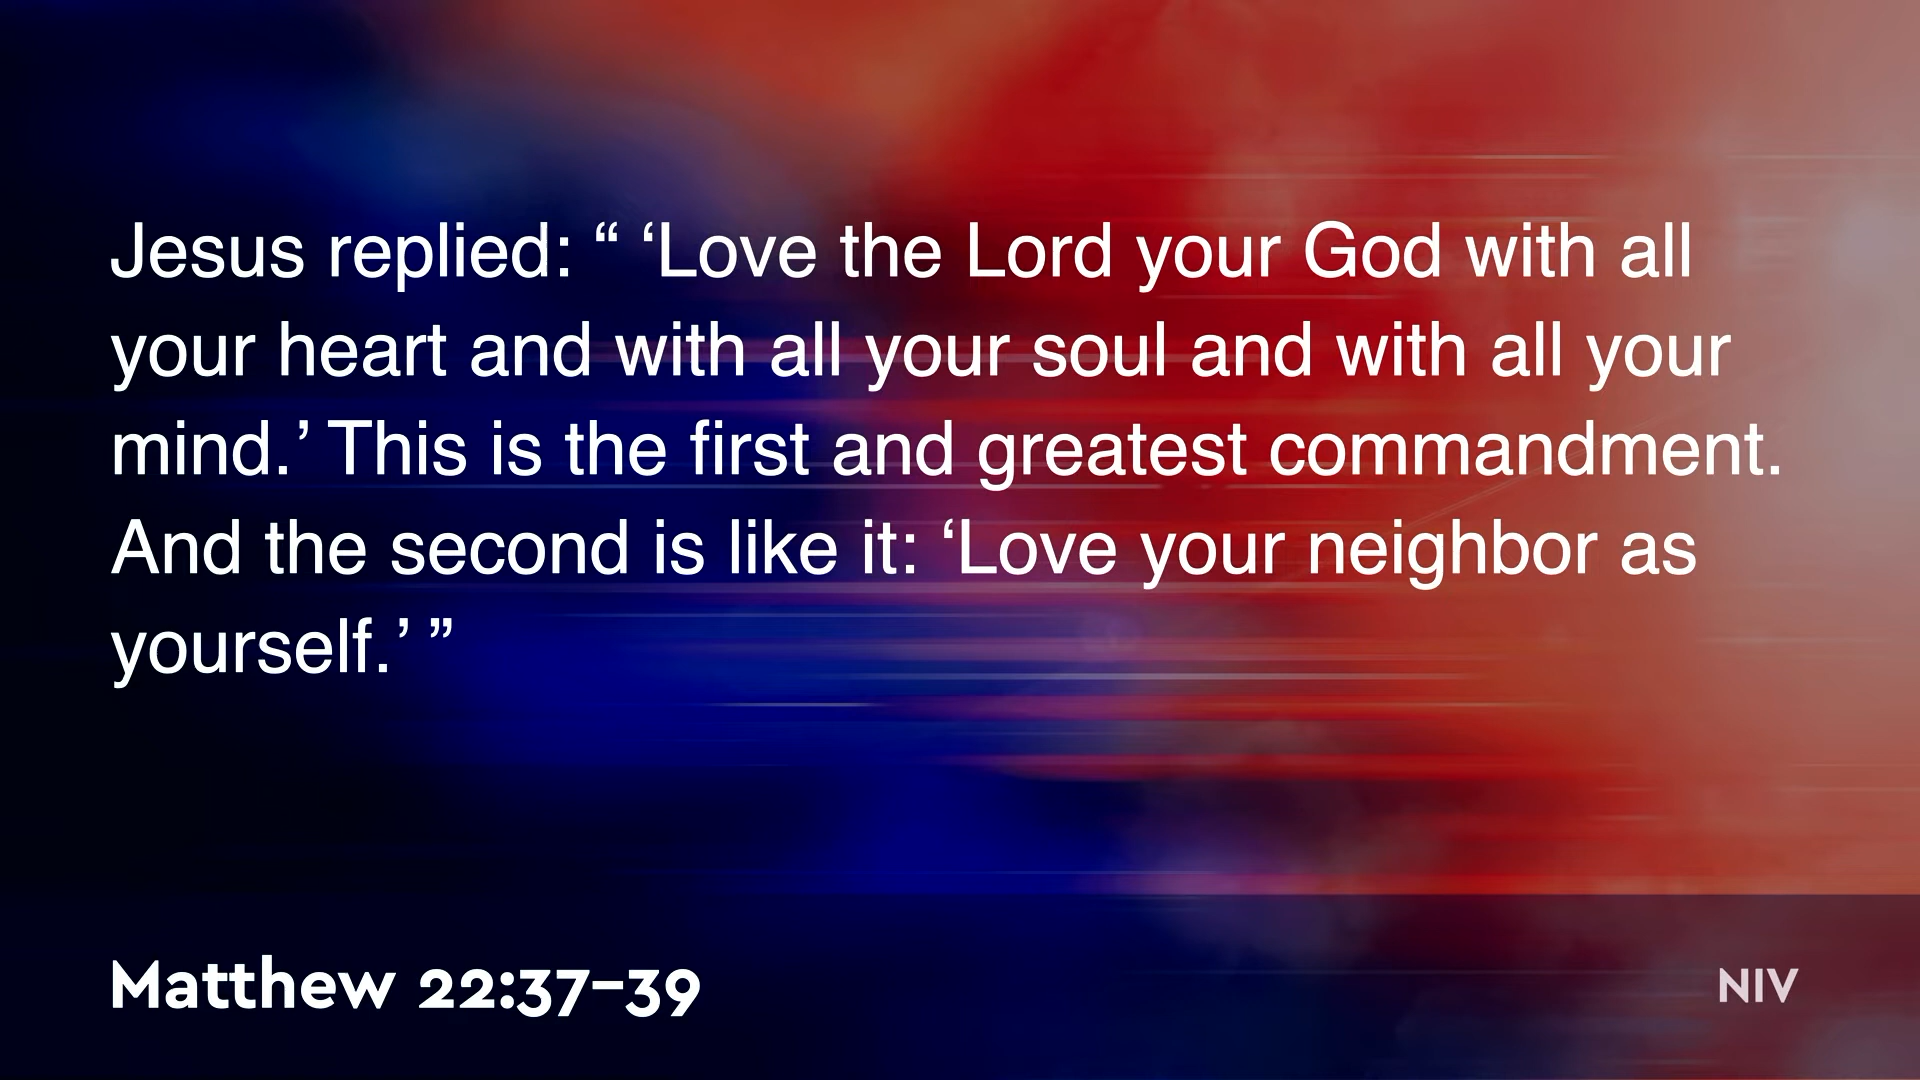 Jesus replied: “ ‘Love the Lord your God with all
your heart and with all your soul and with all your
mind.’ This is the first and greatest commandment.
And the second is like it: ‘Love your neighbor as
yourself.’ ”
Matthew 22:37–39
NIV